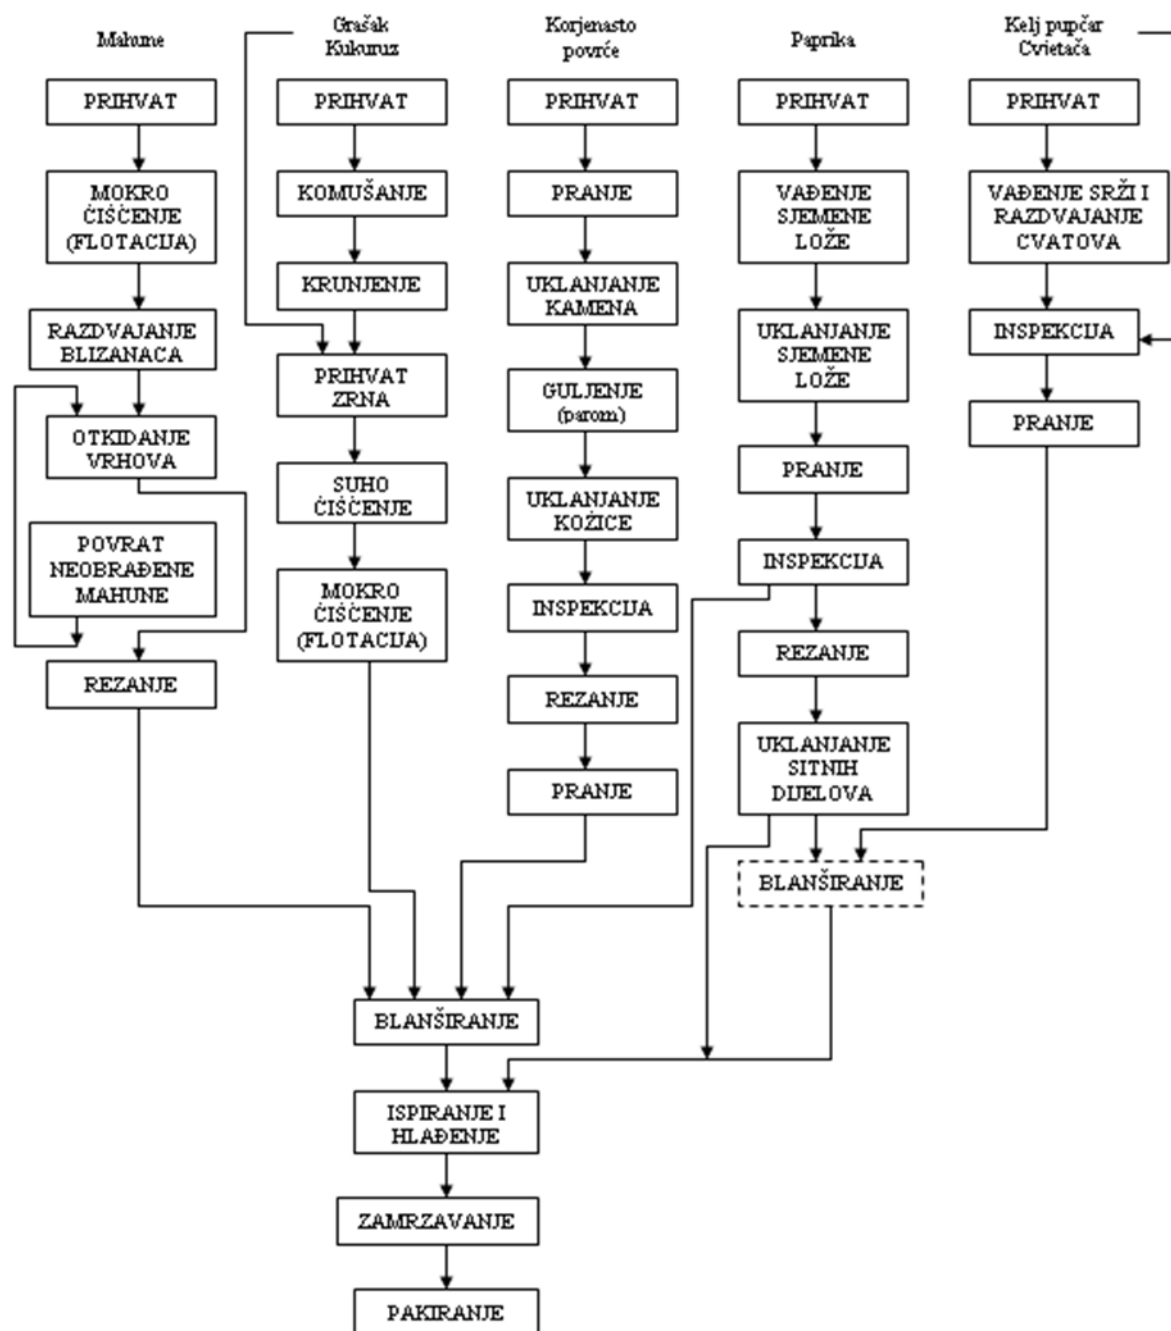 Mahune
Grašak
Kukuruz
Korjenasto
povrće
Paprika
Kelj pupčar
Cvjetača
PRIHVAT
MOKRO
ČIŠĆENJE
(FLOTACIJA)
RAZDVAJANJE
BLIZANACA
OTKIDANJE
VRHOVA
POVRAT
NEOBRAĐENE
MAHUNE
REZANJE
PRIHVAT
KOMUŠANJE
KRUNJENJE
PRIHVAT
ZRNA
SUHO
ČIŠĆENJE
MOKRO
ČIŠĆENJE
(FLOTACIJA)
PRIHVAT
PRANJE
UKLANJANJE
KAMENA
GULJENJE
(parom)
UKLANJANJE
KOŽICE
INSPEKCIJA
REZANJE
PRANJE
PRIHVAT
VAĐENJE
SJEMENE
LOŽE
UKLANJANJE
SJEMENE
LOŽE
PRANJE
INSPEKCIJA
REZANJE
UKLANJANJE
SITNIH
DIJELOVA
BLANŠIRANJE
PRIHVAT
VAĐENJE SRŽI I
RAZDVAJANJE
CVATOVA
INSPEKCIJA
PRANJE
BLANŠIRANJE
ISPIRANJE I
HLAĐENJE
ZAMRZAVANJE
PAKIRANJE